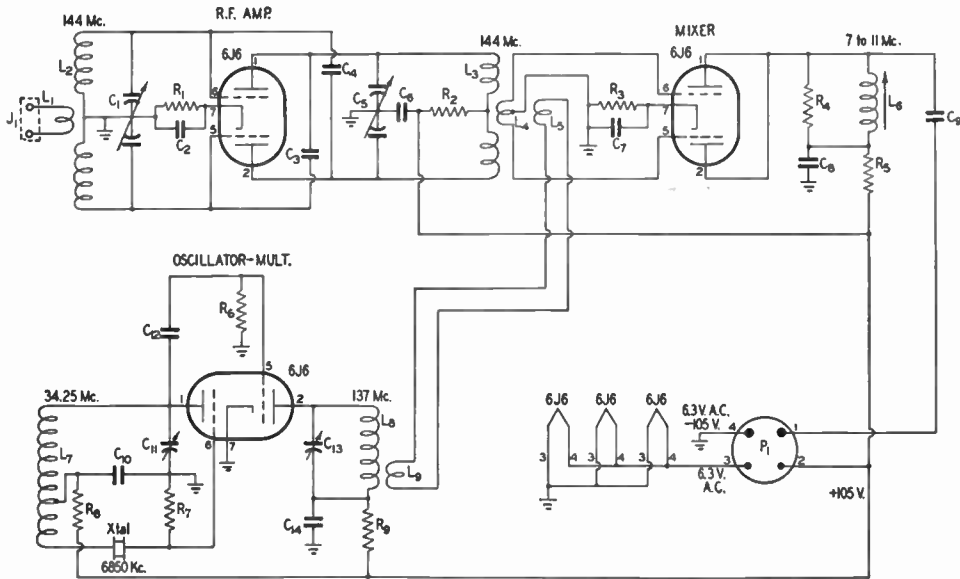 R.F. AMP.
MIXER
144 Mc.
6J6
144 Mc.
6J6
7 to 11 Mc.
L2
C4
L3
L1
C1
R1
C5
C6
R2
R3
R4
L6
C9
J1
C2
C3
L4
L5
C7
C8
R5
1
6
7
5
2
6
7
5
1
2
OSCILLATOR-MULT.
R6
C12
5
6J6
34.25 Mc.
1
2
137 Mc.
6
7
L7
C11
C13
L8
C10
L9
R8
R7
C14
R9
Xtal
6850 Kc.
6J6
6J6
6J6
6.3 V. A.C.
-105 V.
4
1
P1
3
4
3
4
3
4
3
2
6.3 V.
A.C.
+105 V.